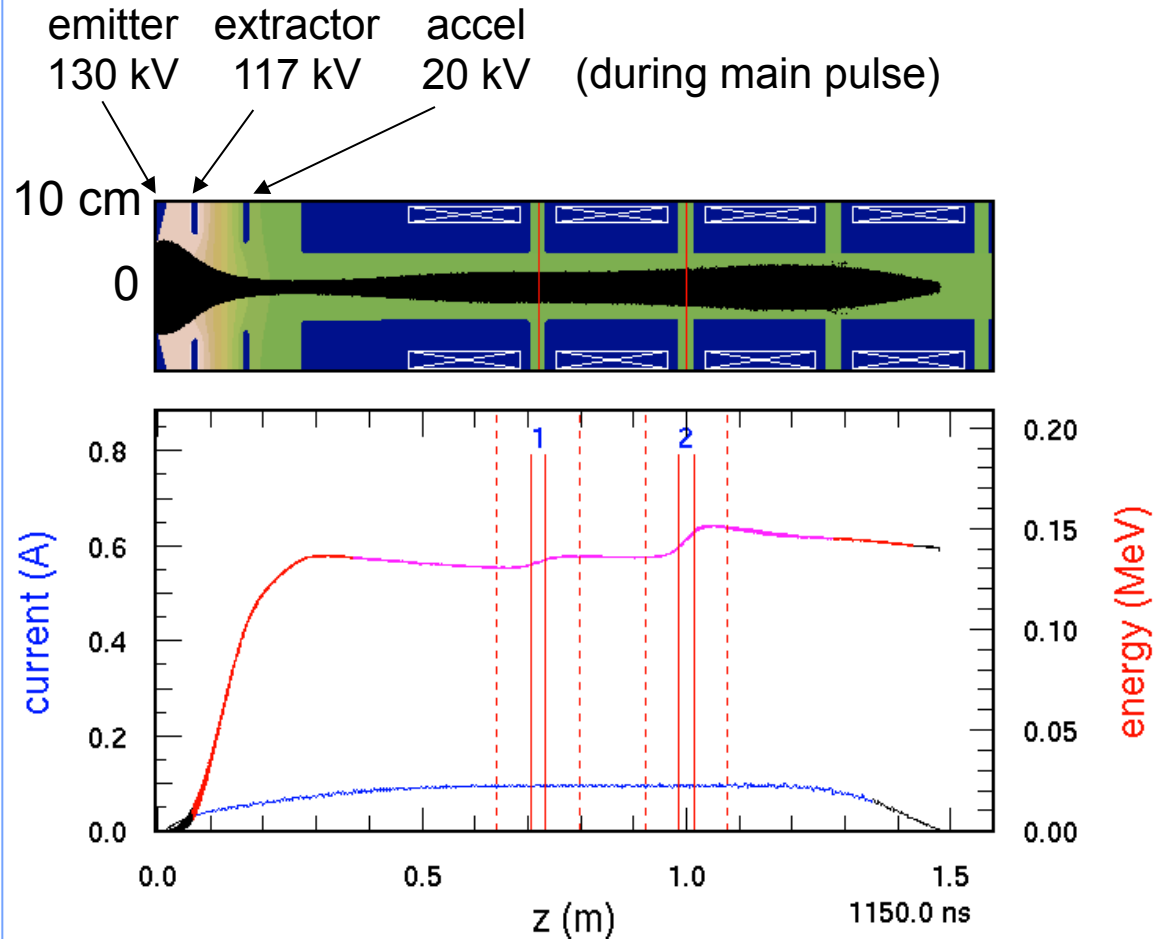 emitter extractor accel
130 kV 117 kV 20 kV (during main pulse)
10 cm
0
1 2
0.8 0.20
0.6 0.15
0.4 0.10
0.2 0.05
0.0 0.00
current (A)
energy (MeV)
0.0 0.5 1.0 1.5
z (m)
1150.0 ns